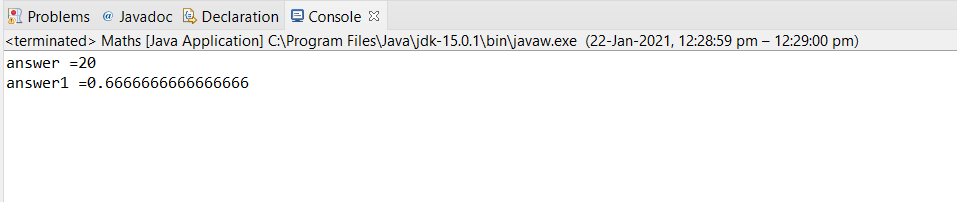 Problems @ Javadoc Declaration Console
<terminated> Maths [Java Application] C:\Program Files\Java\jdk-15.0.1\bin\javaw.exe (22-Jan-2021, 12:28:59 pm – 12:29:00 pm)
answer =20
answer1 =0.6666666666666666